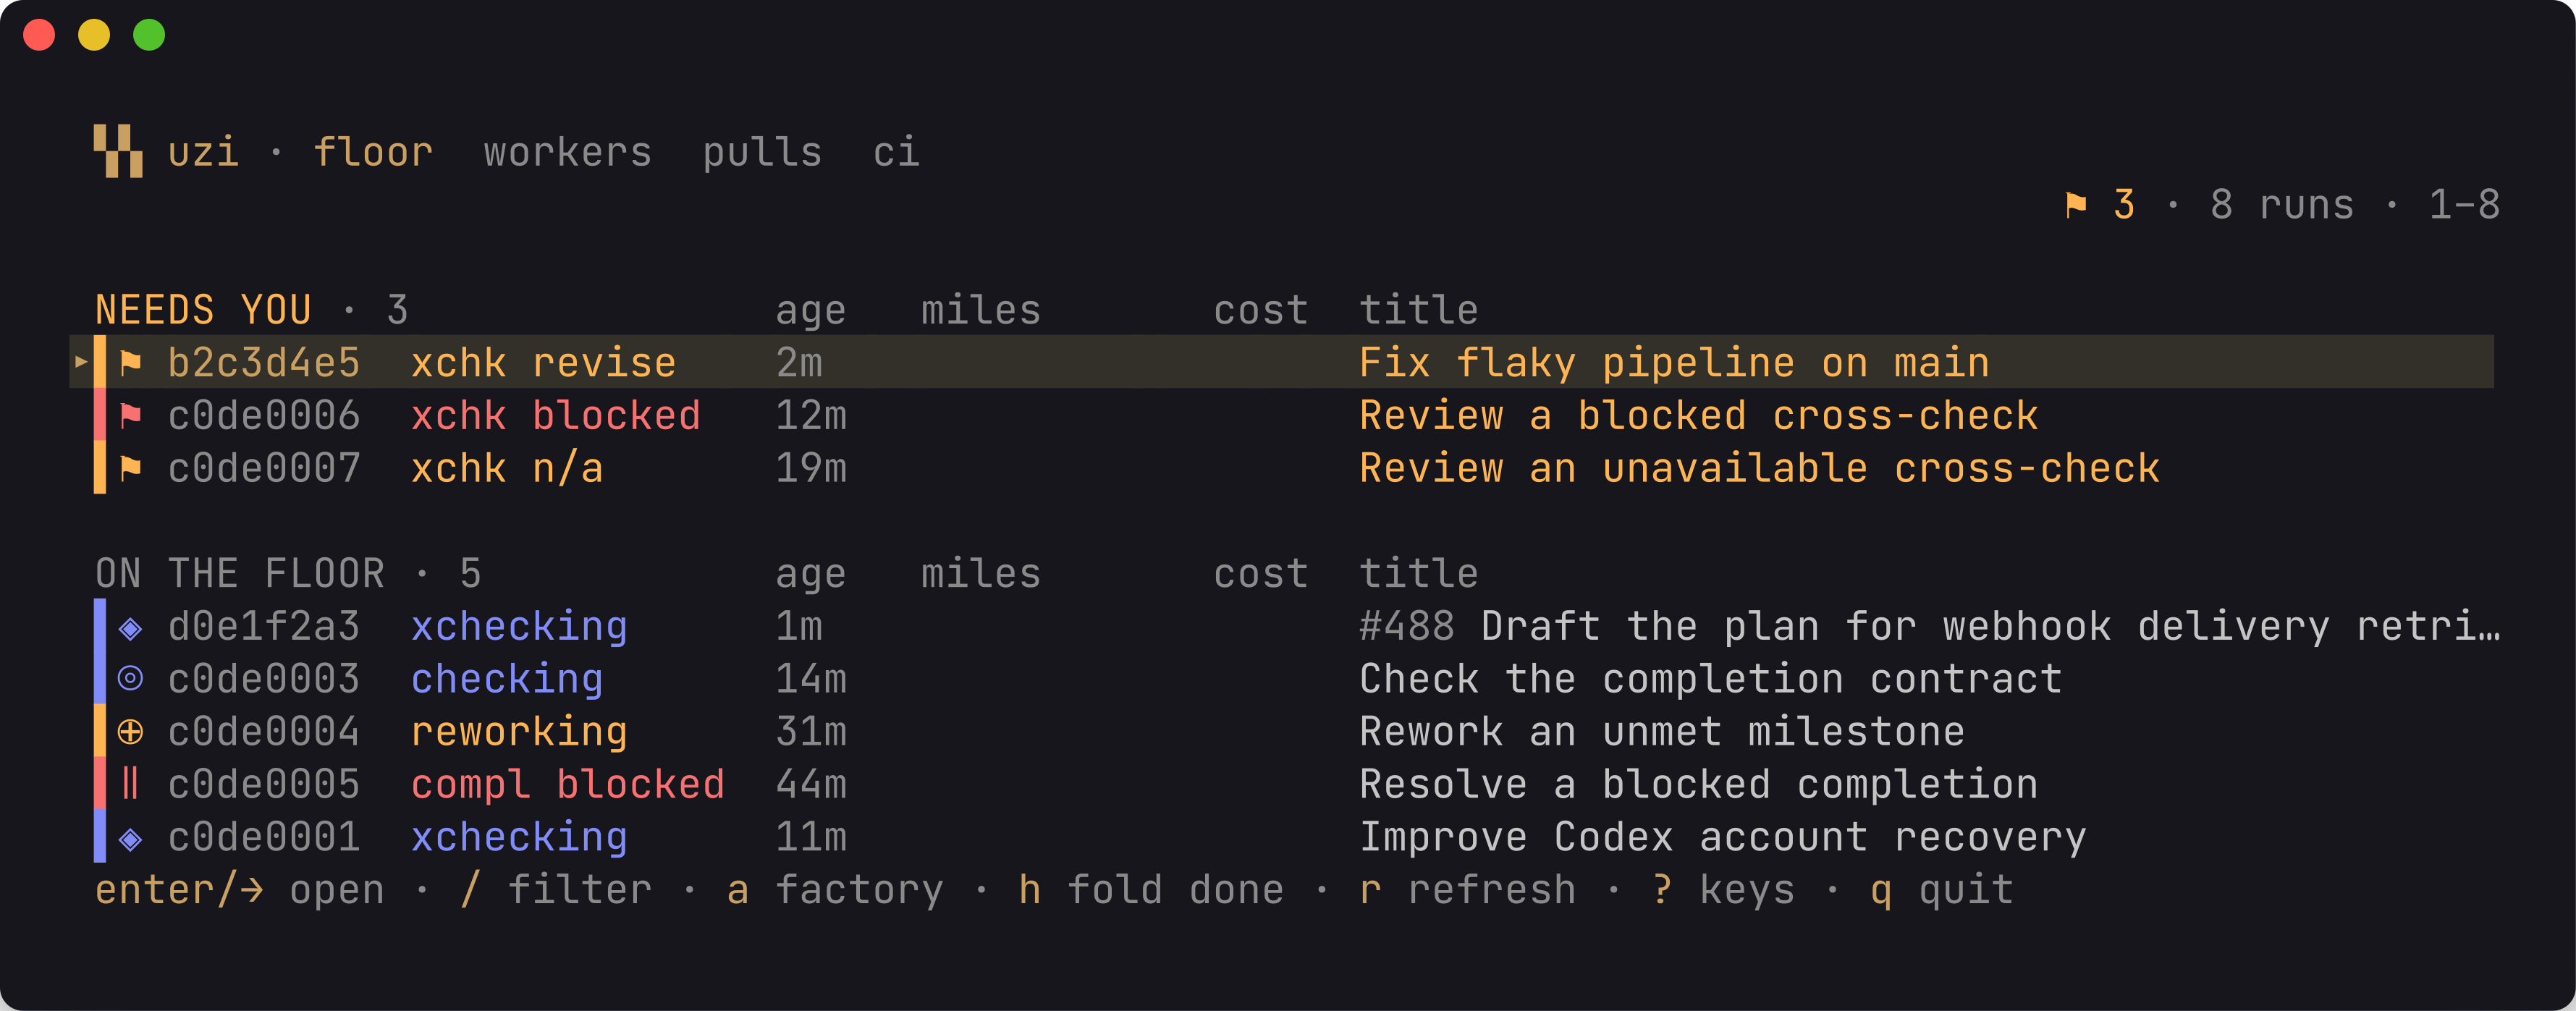 uzi · floor workers pulls ci
⚑ 3 · 8 runs · 1–8
NEEDS YOU · 3 age miles cost title
▸ ⚑ b2c3d4e5 xchk revise 2m Fix flaky pipeline on main
⚑ c0de0006 xchk blocked 12m Review a blocked cross-check
⚑ c0de0007 xchk n/a 19m Review an unavailable cross-check
ON THE FLOOR · 5 age miles cost title
◈ d0e1f2a3 xchecking 1m #488 Draft the plan for webhook delivery retri…
◎ c0de0003 checking 14m Check the completion contract
⊕ c0de0004 reworking 31m Rework an unmet milestone
‖ c0de0005 compl blocked 44m Resolve a blocked completion
◈ c0de0001 xchecking 11m Improve Codex account recovery
enter/→ open · / filter · a factory · h fold done · r refresh · ? keys · q quit